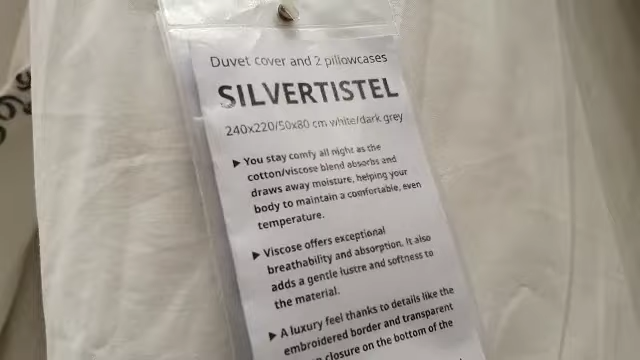 Duvet cover and 2 pillowcases
SILVERTISTEL
240x220/50x80 cm white/dark grey
▶ You stay comfy all night as the
cotton/viscose blend absorbs and
draws away moisture, helping your
body to maintain a comfortable, even
temperature.
▶ Viscose offers exceptional
breathability and absorption. It also
adds a gentle lustre and softness to
the material.
▶ A luxury feel thanks to details like the
embroidered border and transparent
closure on the bottom of the